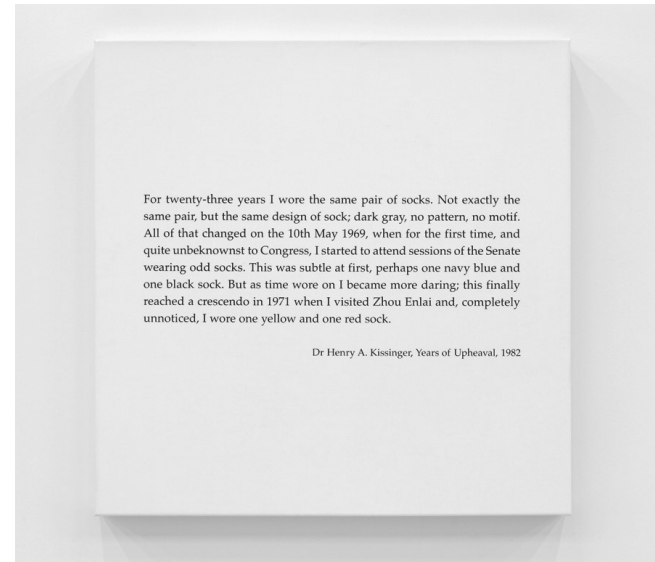 For twenty-three years I wore the same pair of socks. Not exactly the
same pair, but the same design of sock; dark gray, no pattern, no motif.
All of that changed on the 10th May 1969, when for the first time, and
quite unbeknownst to Congress, I started to attend sessions of the Senate
wearing odd socks. This was subtle at first, perhaps one navy blue and
one black sock. But as time wore on I became more daring; this finally
reached a crescendo in 1971 when I visited Zhou Enlai and, completely
unnoticed, I wore one yellow and one red sock.
Dr Henry A. Kissinger, Years of Upheaval, 1982